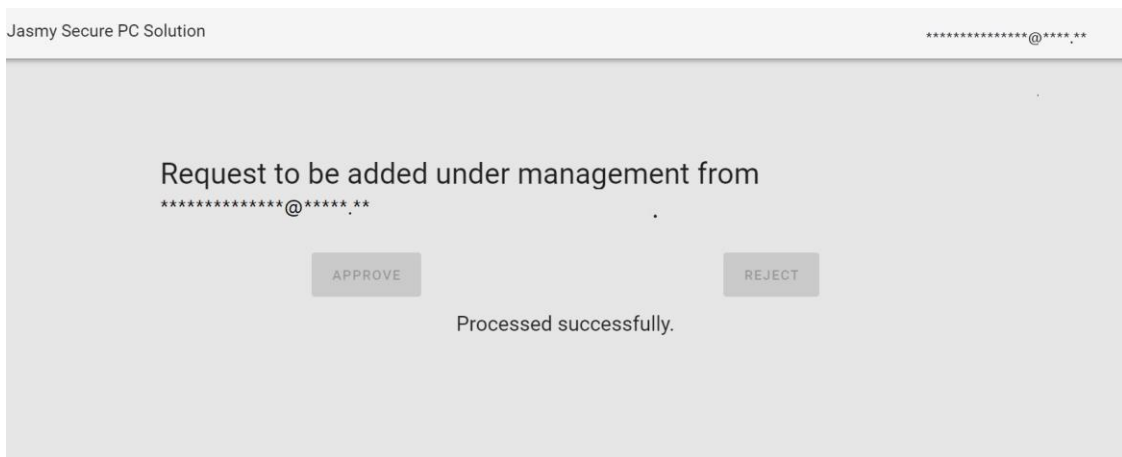 Jasmy Secure PC Solution
***************@****.**
Request to be added under management from
**************@*****.**
.
APPROVE
REJECT
Processed successfully.